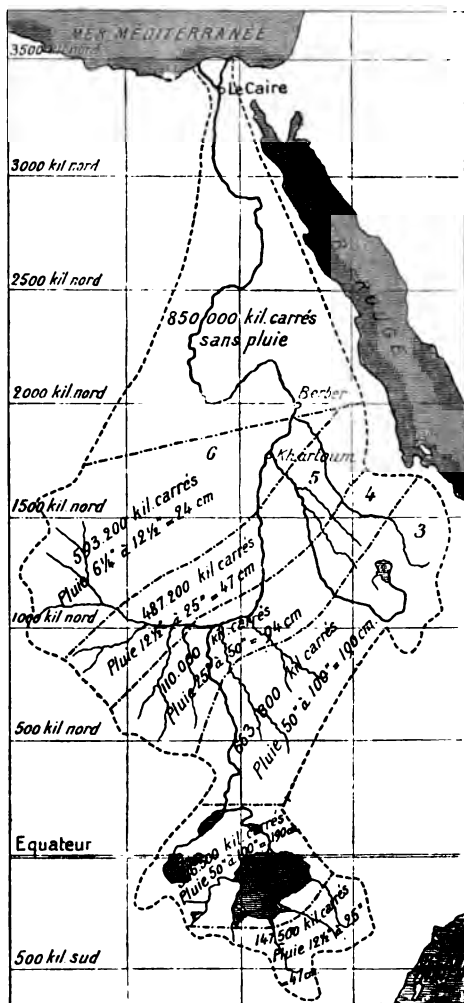 MER MÉDITERRANÉE
3500 kil nord
Le Caire
3000 kil nord
ROUGE
2500 kil nord
850 000 kil.carrés
sans pluie
2000 kil.nord
Berber
6
Khartoum
5
4
3
593.200 kil carrés
Pluie 6¼" à 12½" = 24 cm
1500 kil nord
487.200 kil carrés
Pluie 12½" à 25" = 47 cm
1000 kil nord
110.000 kil.carrés
Pluie 25" à 50" = 94 cm
kil carrés
Pluie 50" à 100" = 190 cm.
500 kil nord
Equateur
kil carrés
Pluie 50" à 100" = 190 cm
147.500 kil carrés
Pluie 12½" à 25"
47 cm
500 kil sud